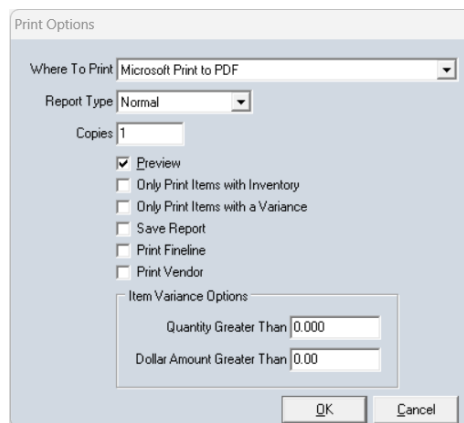 Print Options
Where To Print Microsoft Print to PDF
Report Type Normal
Copies 1
Preview
Only Print Items with Inventory
Only Print Items with a Variance
Save Report
Print Fineline
Print Vendor
Item Variance Options
Quantity Greater Than 0.000
Dollar Amount Greater Than 0.00
OK Cancel